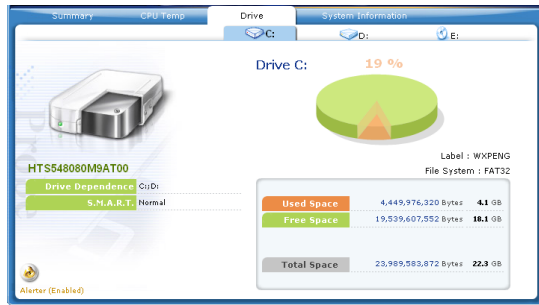 Summary CPU Temp Drive System Information
C: D: E:
Drive C: 19 %
Label : WXPENG
File System : FAT32
HTS548080M9AT00
Drive Dependence C:;D:
S.M.A.R.T. Normal
Used Space 4,449,976,320 Bytes 4.1 GB
Free Space 19,539,607,552 Bytes 18.1 GB
Total Space 23,989,583,872 Bytes 22.3 GB
Alerter (Enabled)